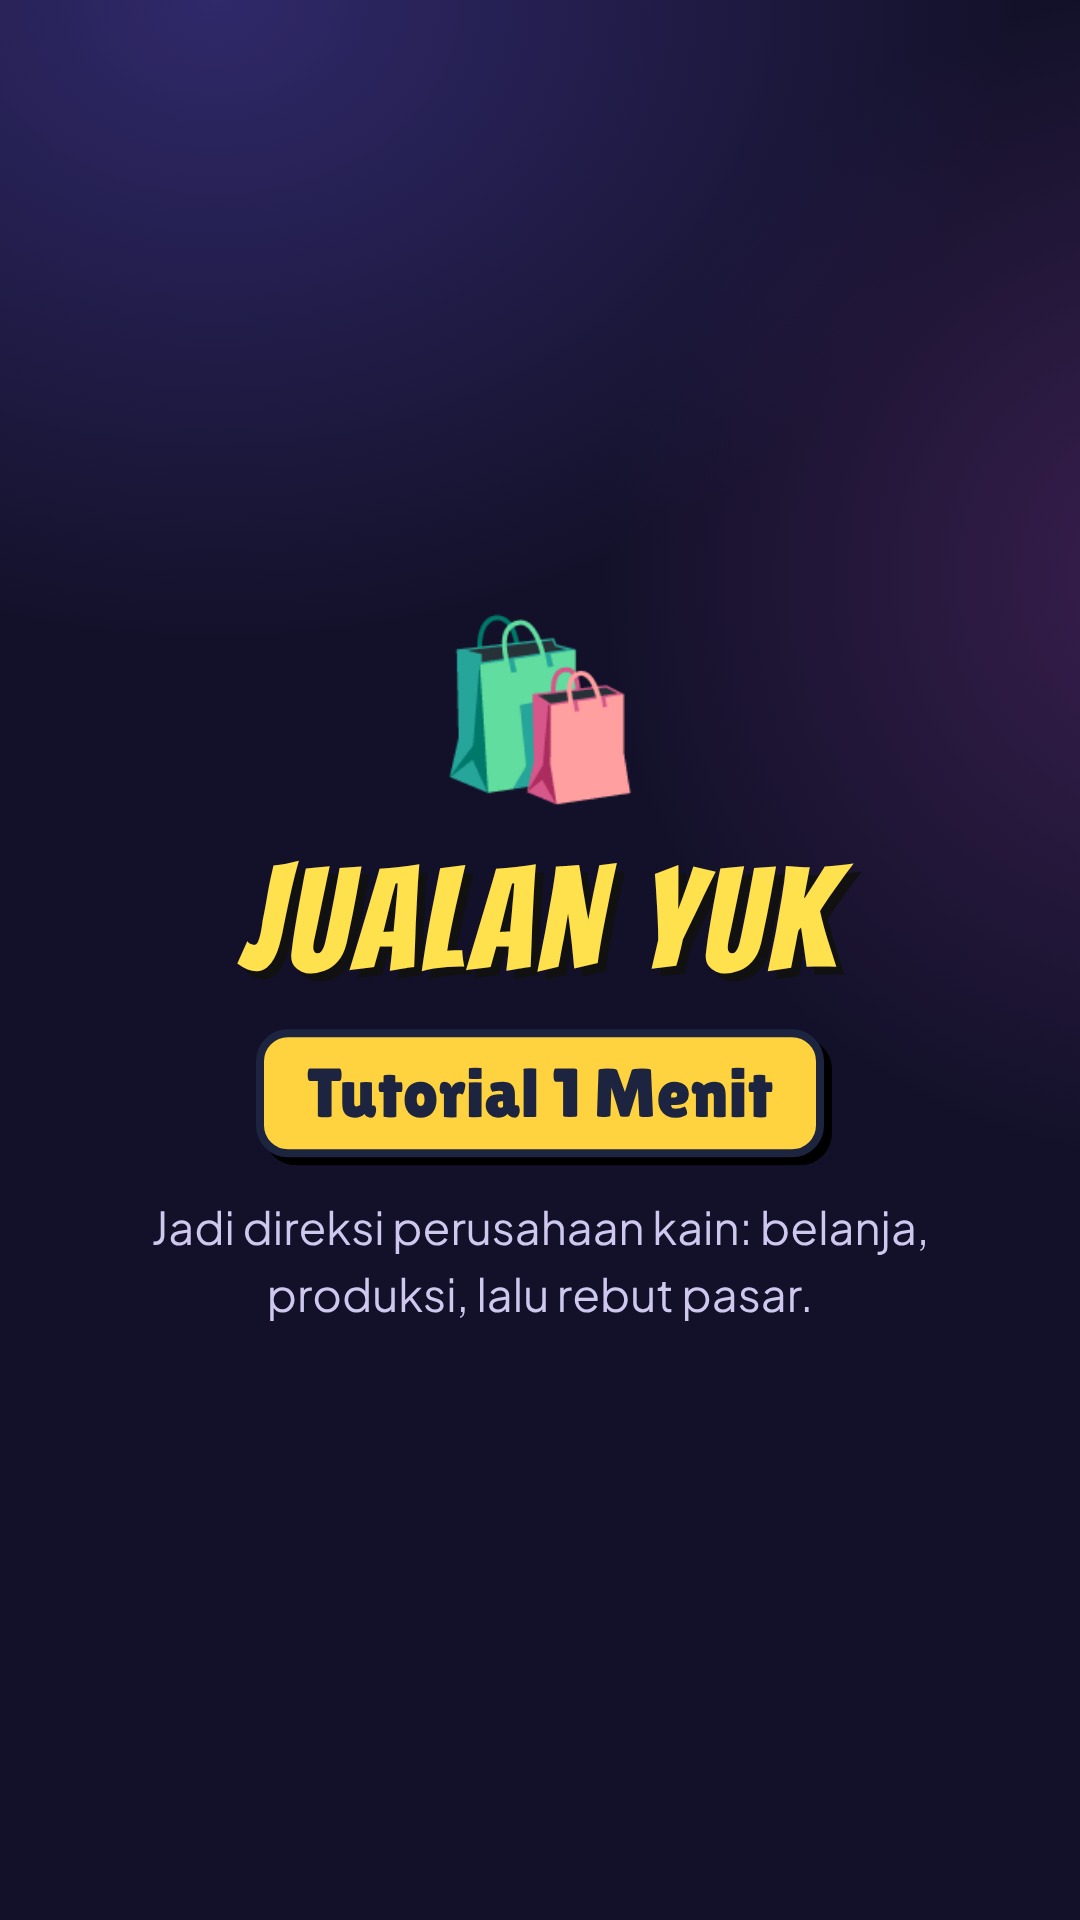 JUALAN YUK
Tutorial 1 Menit
Jadi direksi perusahaan kain: belanja,
produksi, lalu rebut pasar.